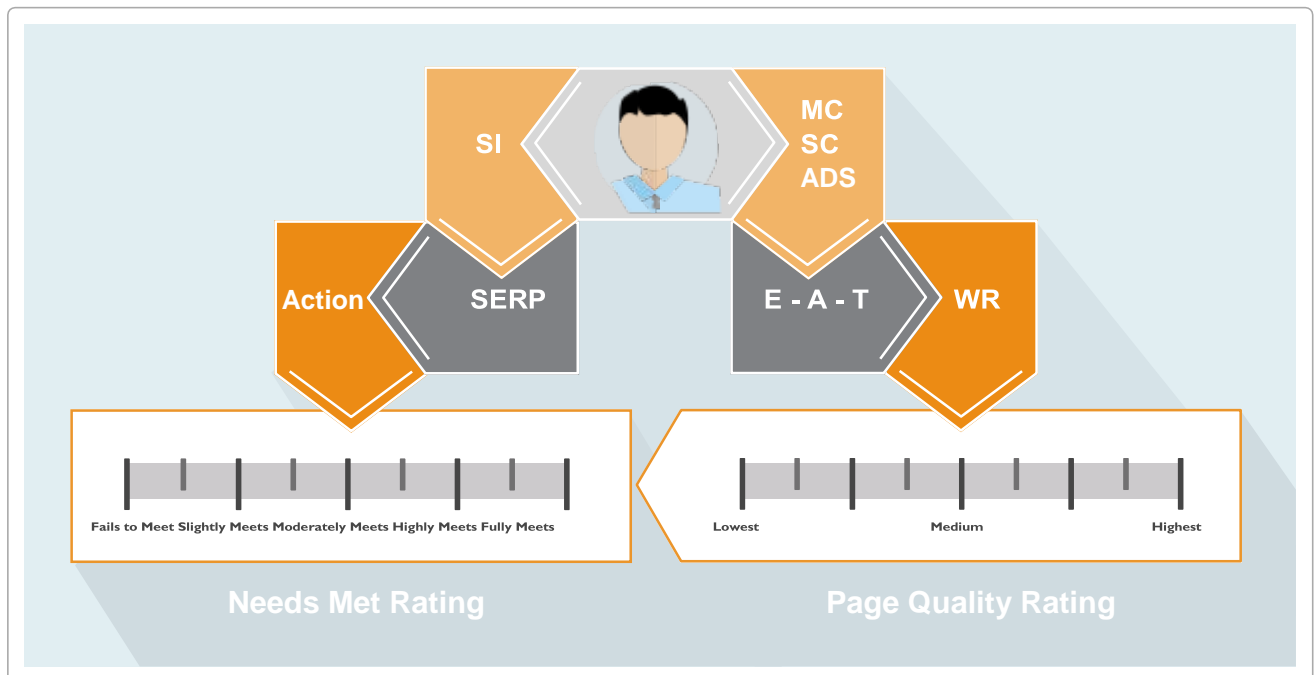 SI
MC
SC
ADS
Action
SERP
E - A - T
WR
Fails to Meet Slightly Meets Moderately Meets Highly Meets Fully Meets
Lowest
Medium
Highest
Needs Met Rating
Page Quality Rating